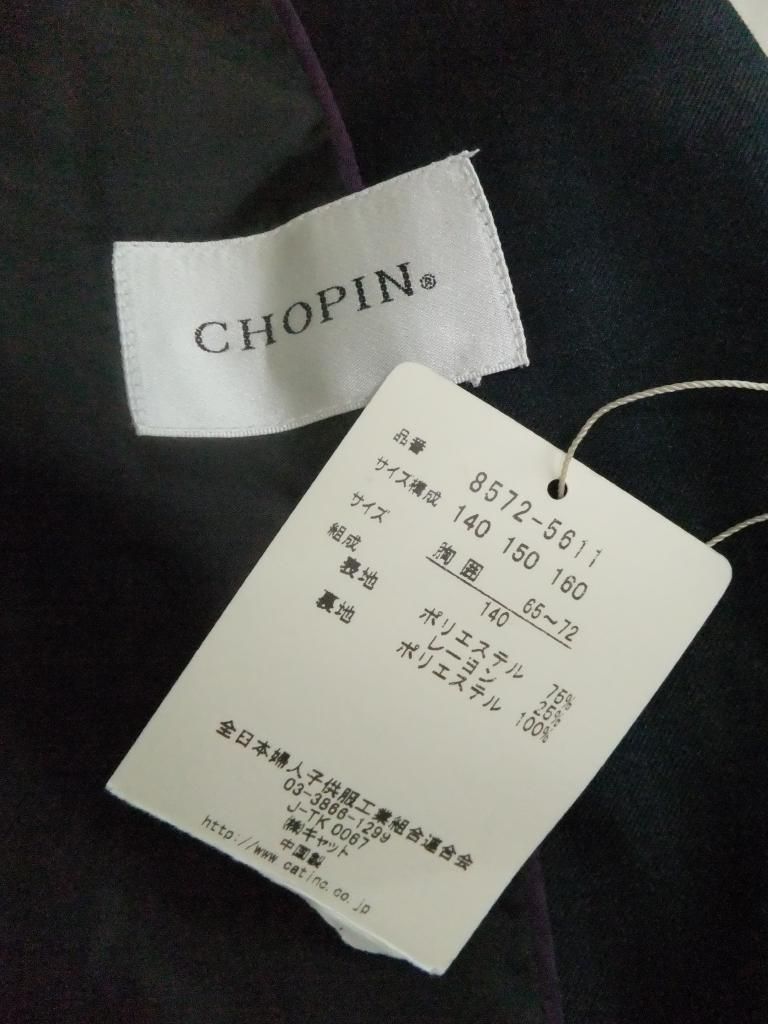 CHOPIN®
品番 8572-5611
サイズ構成 140 150 160
サイズ 胸囲 65~72
140
組成
表地 ポリエステル 75%
レーヨン 25%
裏地 ポリエステル 100%
全日本婦人子供服工業組合連合会
03-3866-1299
J-TK 0067
㈱キャット
中国製
http://www.catinc.co.jp